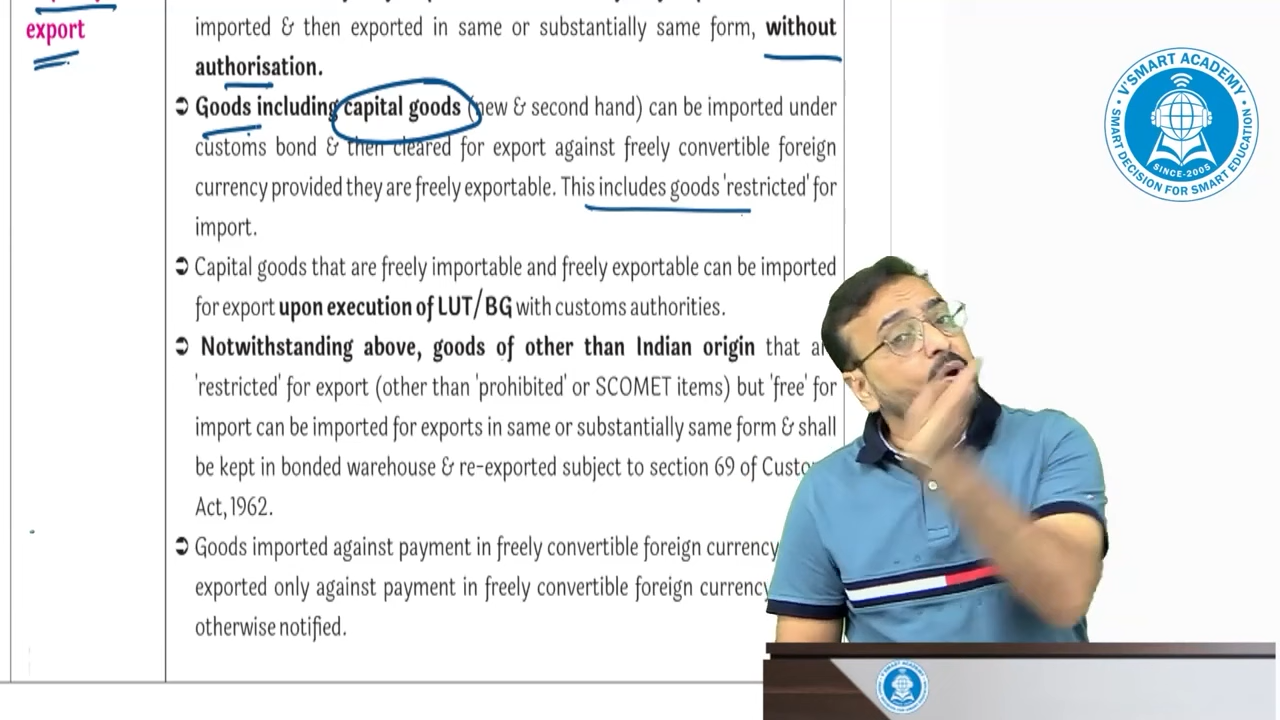 export
imported & then exported in same or substantially same form, without
authorisation.
➲ Goods including capital goods (new & second hand) can be imported under
customs bond & then cleared for export against freely convertible foreign
currency provided they are freely exportable. This includes goods 'restricted' for
import.
➲ Capital goods that are freely importable and freely exportable can be imported
for export upon execution of LUT/BG with customs authorities.
➲ Notwithstanding above, goods of other than Indian origin that
'restricted' for export (other than 'prohibited' or SCOMET items) but 'free' for
import can be imported for exports in same or substantially same form & shall
be kept in bonded warehouse & re-exported subject to section 69 of
Act, 1962.
➲ Goods imported against payment in freely convertible foreign currency
exported only against payment in freely convertible foreign currency
otherwise notified.
V'SMART ACADEMY
SINCE-2005
SMART DECISION FOR SMART EDUCATION